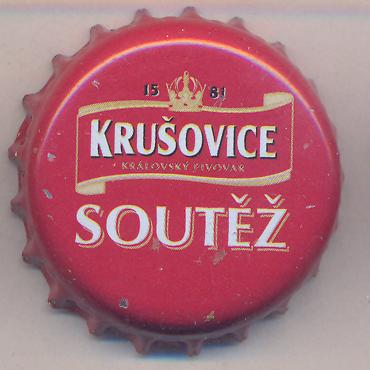 15 81
KRUŠOVICE
KRÁLOVSKÝ PIVOVAR
SOUTĚŽ